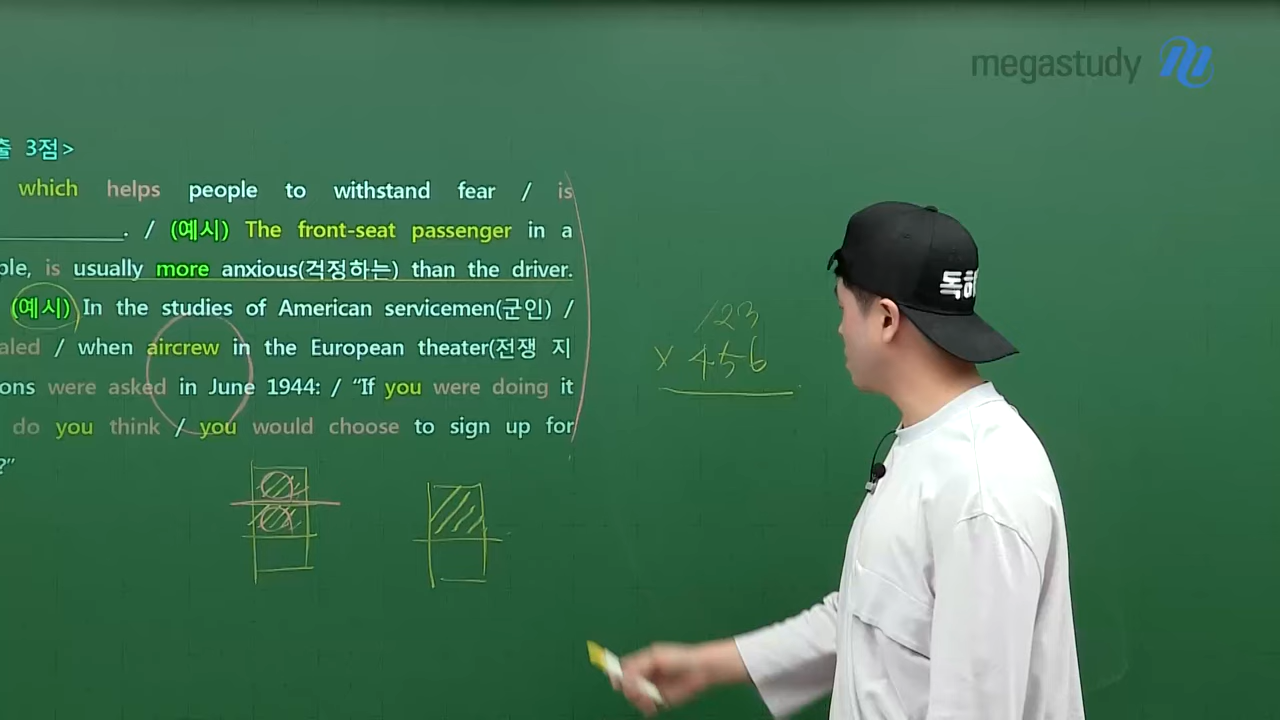 megastudy
출 3점>
which helps people to withstand fear / is
____________. / (예시) The front-seat passenger in a
ple, is usually more anxious(걱정하는) than the driver.
(예시) In the studies of American servicemen(군인) /
aled / when aircrew in the European theater(전쟁 지
ons were asked in June 1944: / “If you were doing it
do you think / you would choose to sign up for
?”
123
× 456
독하